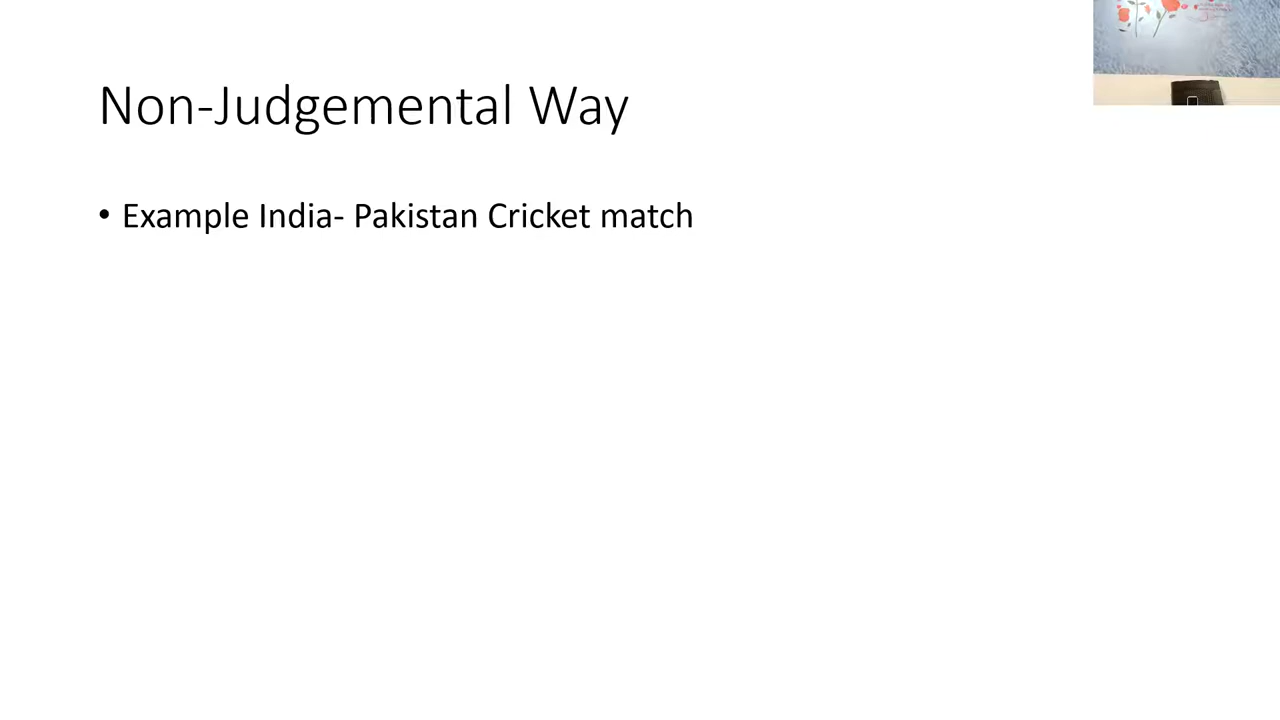 Non-Judgemental Way
• Example India- Pakistan Cricket match